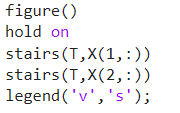 figure()
hold on
stairs(T,X(1,:))
stairs(T,X(2,:))
legend('v','s');